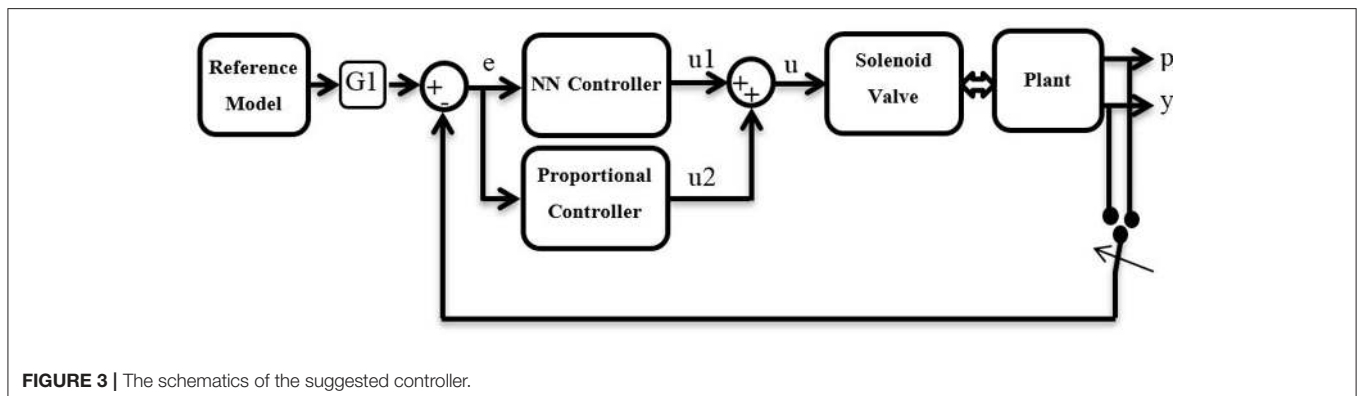 Reference
Model
G1
+
-
e
NN Controller
u1
Proportional
Controller
u2
+
+
u
Solenoid
Valve
Plant
p
y
FIGURE 3 | The schematics of the suggested controller.